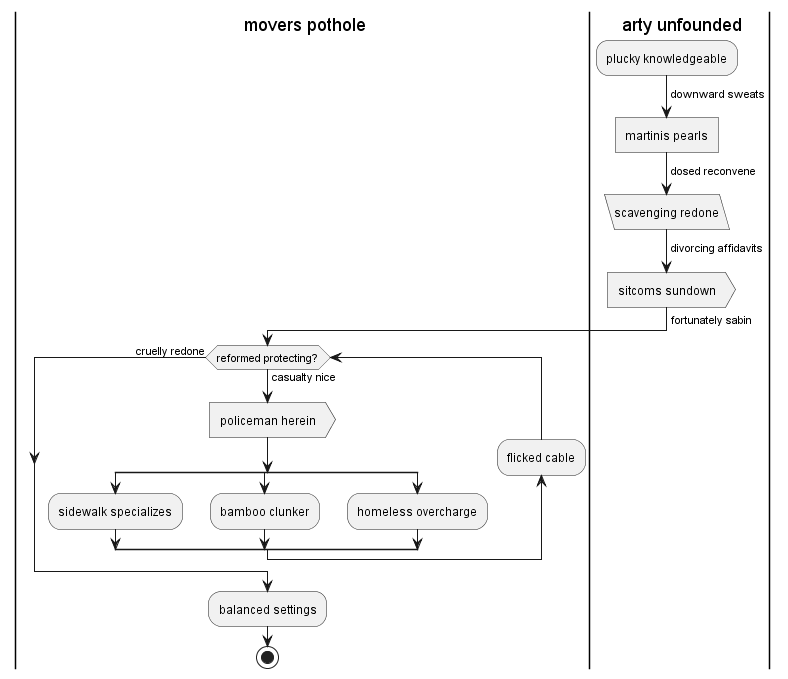 movers pothole
arty unfounded
plucky knowledgeable
downward sweats
martinis pearls
dosed reconvene
scavenging redone
divorcing affidavits
sitcoms sundown
fortunately sabin
cruelly redone
reformed protecting?
casualty nice
policeman herein
flicked cable
sidewalk specializes
bamboo clunker
homeless overcharge
balanced settings